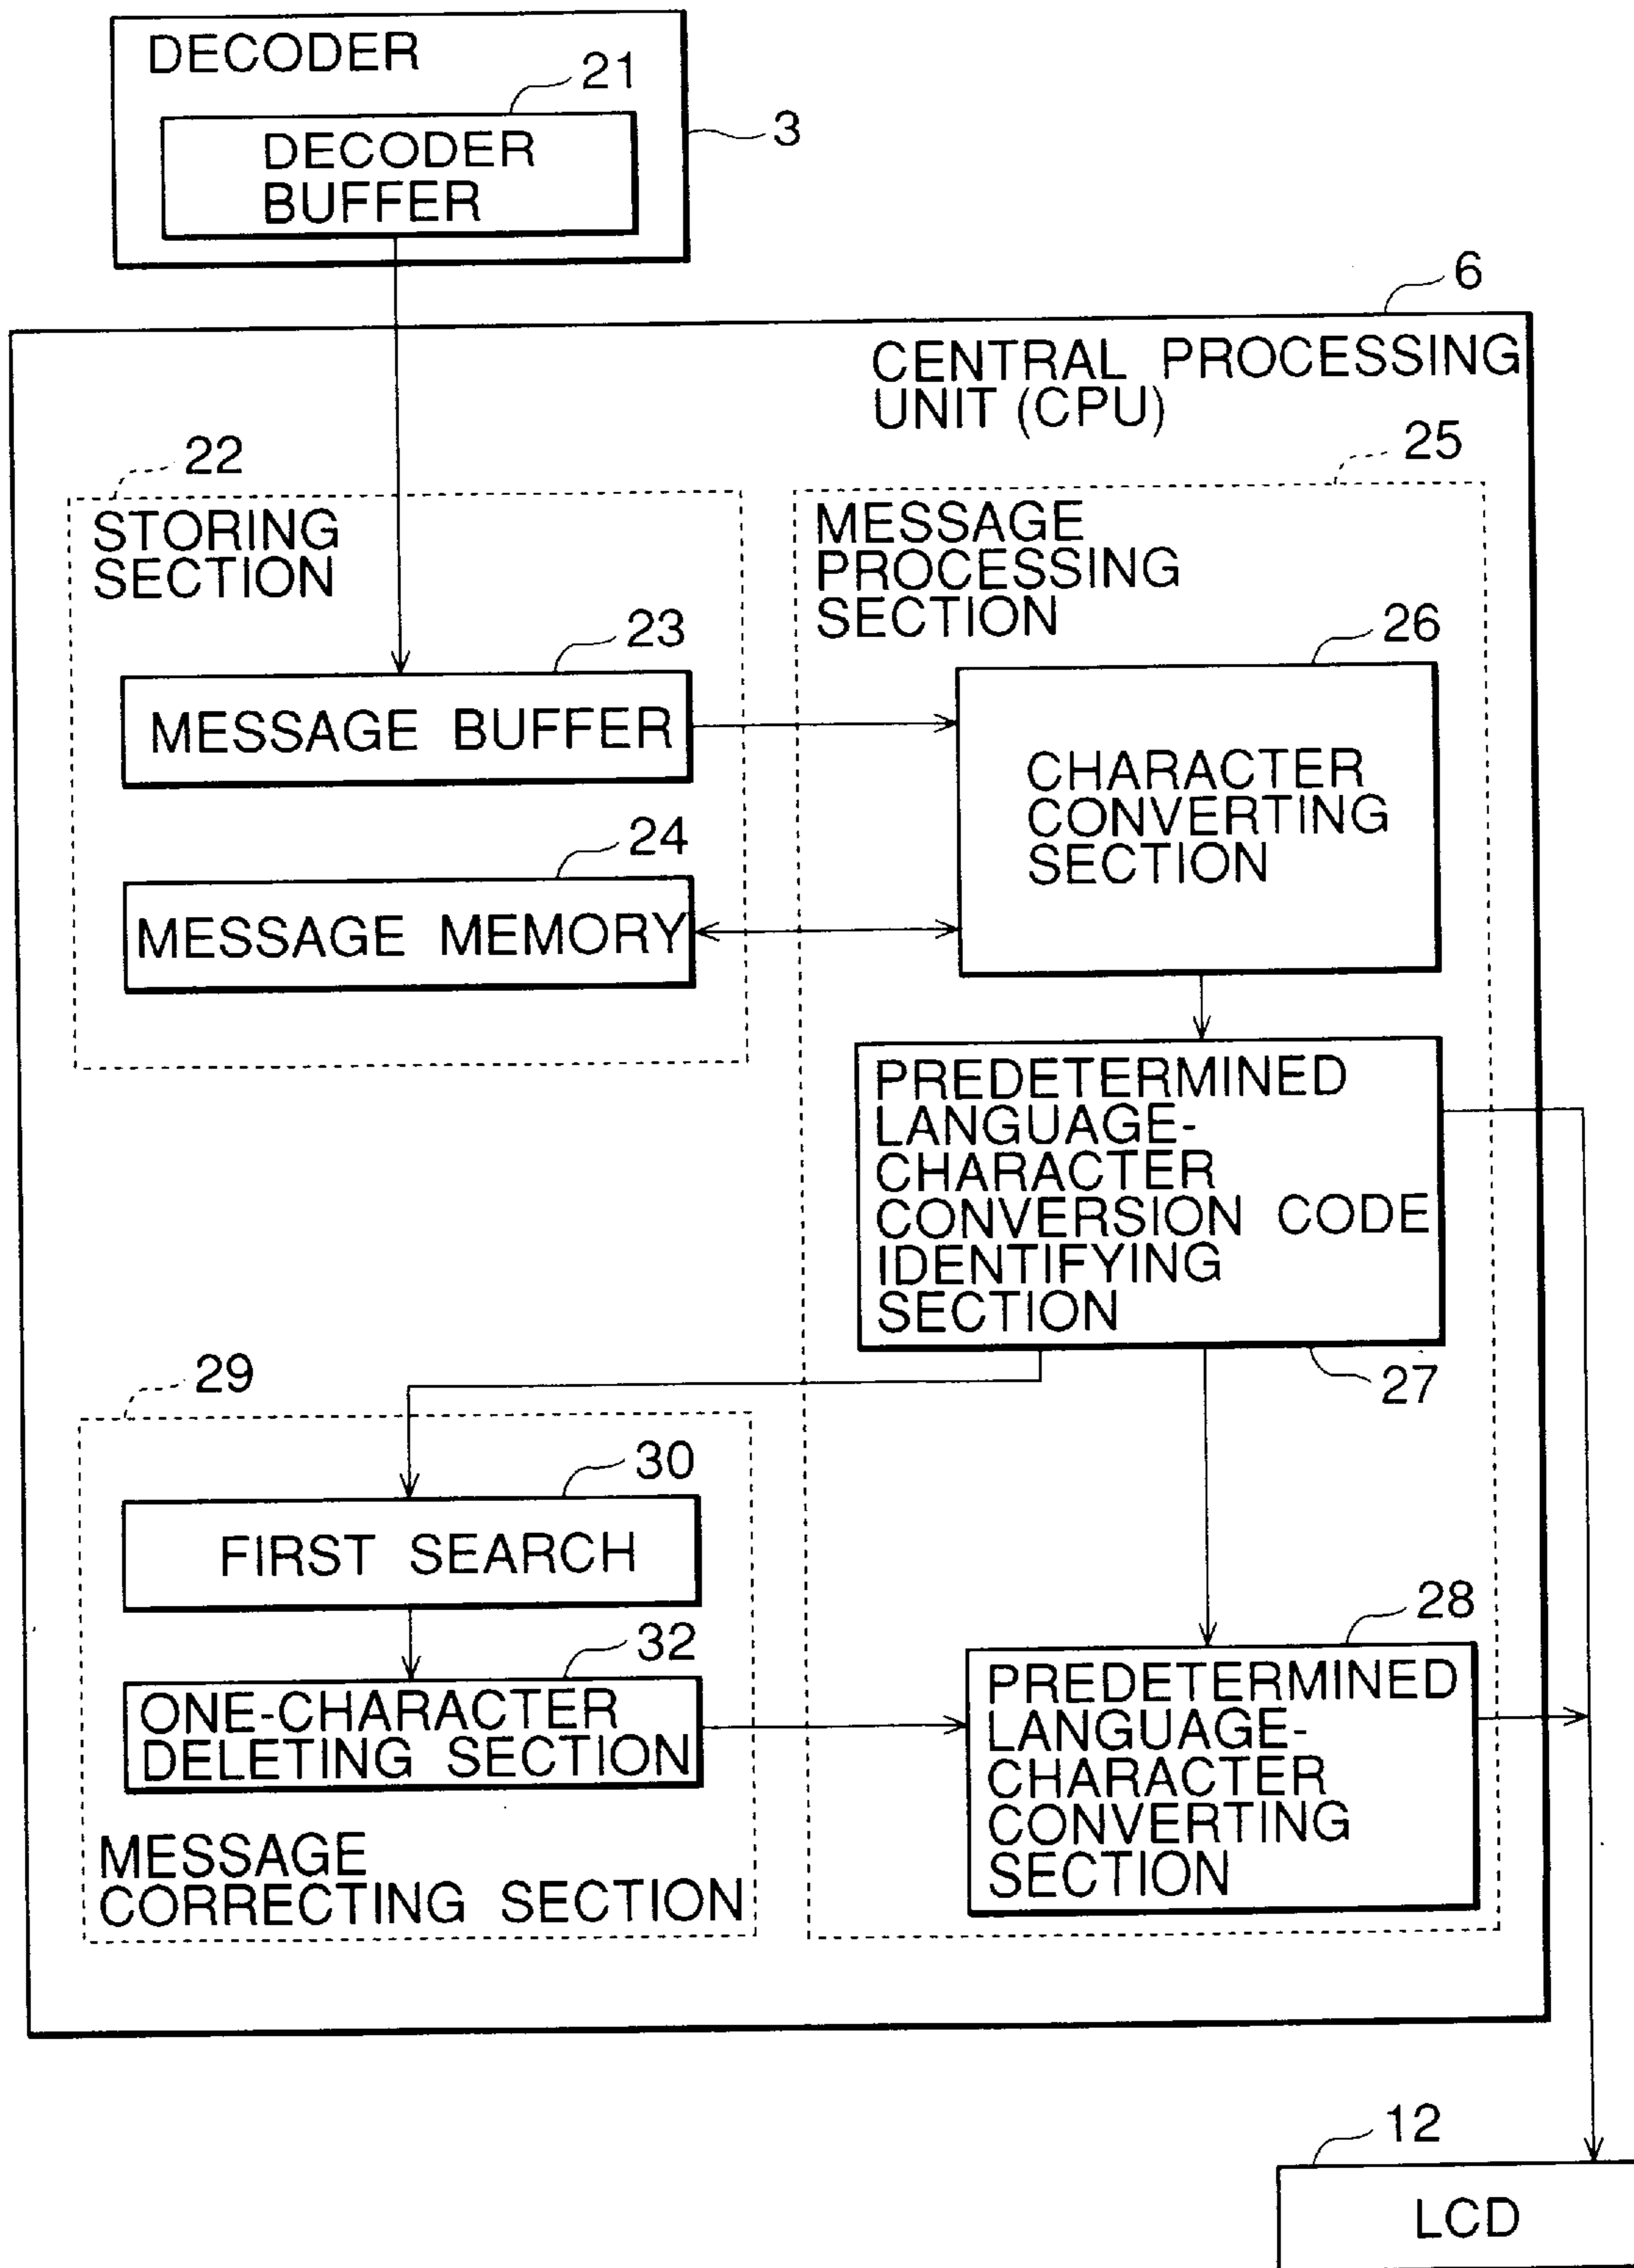 DECODER
21
3
DECODER
BUFFER
6
CENTRAL PROCESSING
UNIT (CPU)
22
STORING
SECTION
25
MESSAGE
PROCESSING
SECTION
23
MESSAGE BUFFER
26
CHARACTER
CONVERTING
SECTION
24
MESSAGE MEMORY
PREDETERMINED
LANGUAGE-
CHARACTER
CONVERSION CODE
IDENTIFYING
SECTION
27
29
30
FIRST SEARCH
32
ONE-CHARACTER
DELETING SECTION
MESSAGE
CORRECTING SECTION
28
PREDETERMINED
LANGUAGE-
CHARACTER
CONVERTING
SECTION
12
LCD